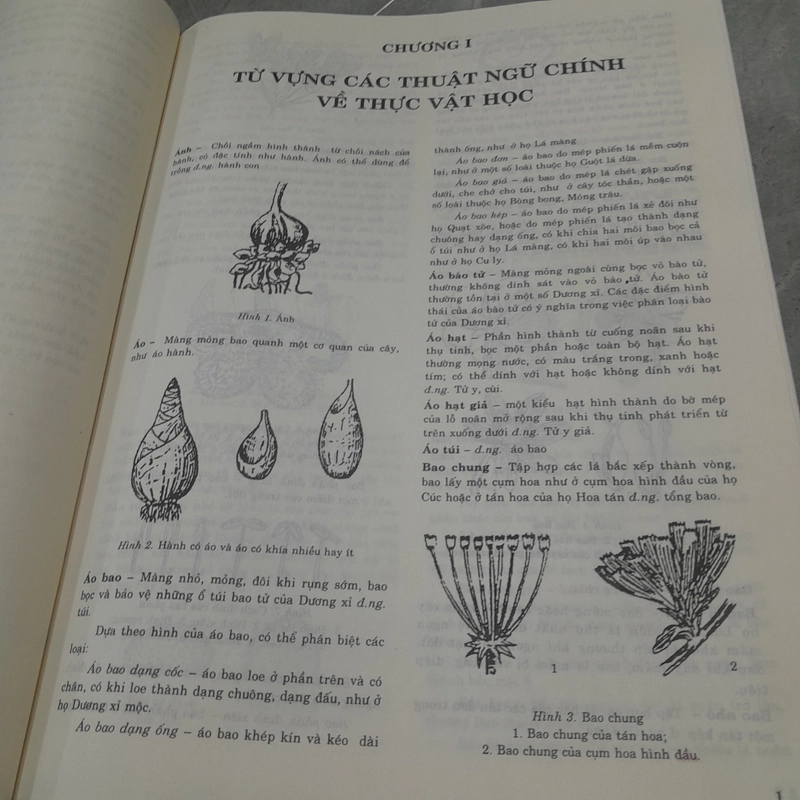 CHƯƠNG I
TỪ VỰNG CÁC THUẬT NGỮ CHÍNH
VỀ THỰC VẬT HỌC
Ánh – Chồi ngầm hình thành từ chồi nách của
hành, có đặc tính như hành. Ánh có thể dùng để
trồng đ.ng. hành con
Hình 1. Ánh
Áo – Màng mỏng bao quanh một cơ quan của cây,
như áo hành.
Hình 2. Hành có áo và áo có khía nhiều hay ít
Áo bao – Màng nhỏ, mỏng, đôi khi rụng sớm, bao
bọc và bảo vệ những ổ túi bao tử của Dương xỉ đ.ng.
túi.
Dựa theo hình của áo bao, có thể phân biệt các
loại:
Áo bao dạng cốc – áo bao loe ở phần trên và có
chân, có khi loe thành dạng chuông, dạng đấu, như ở
họ Dương xỉ mộc.
Áo bao dạng ống – áo bao khép kín và kéo dài
thành ống, như ở họ Lá màng
Áo bao đơn – áo bao do mép phiến lá mềm cuộn
lại, như ở một số loài thuộc họ Guột lá dừa.
Áo bao giả – áo bao do mép lá chét gập xuống
dưới, che chở cho túi, như ở cây tóc thần, hoặc một
số loài thuộc họ Bòng bong, Móng trâu.
Áo bao kép – áo bao do mép phiến lá xẻ đôi như
họ Quạt xòe, hoặc do mép phiến lá tạo thành dạng
chuông hay dạng ống, có khi chia hai môi bao bọc cả
ổ túi như ở họ Lá màng, có khi hai môi úp vào nhau
như ở họ Cu ly.
Áo bào tử – Màng mỏng ngoài cùng bọc vỏ bào tử,
thường không dính sát vào vỏ bào tử. Áo bào tử
thường tồn tại ở một số Dương xỉ. Các đặc điểm hình
thái của áo bào tử có ý nghĩa trong việc phân loại bào
tử của Dương xỉ.
Áo hạt – Phần hình thành từ cuống noãn sau khi
thụ tinh, bọc một phần hoặc toàn bộ hạt. Áo hạt
thường mọng nước, có màu trắng trong, xanh hoặc
tím; có thể dính với hạt hoặc không dính với hạt
đ.ng. Tử y, cùi.
Áo hạt giả – một kiểu hạt hình thành do bờ mép
của lỗ noãn mở rộng sau khi thụ tinh phát triển từ
trên xuống dưới đ.ng. Tử y giả.
Áo túi – đ.ng. áo bao
Bao chung – Tập hợp các lá bắc xếp thành vòng,
bao lấy một cụm hoa như ở cụm hoa hình đầu của họ
Cúc hoặc ở tán hoa của họ Hoa tán đ.ng. tổng bao.
1 2
Hình 3. Bao chung
1. Bao chung của tán hoa;
2. Bao chung của cụm hoa hình đầu.